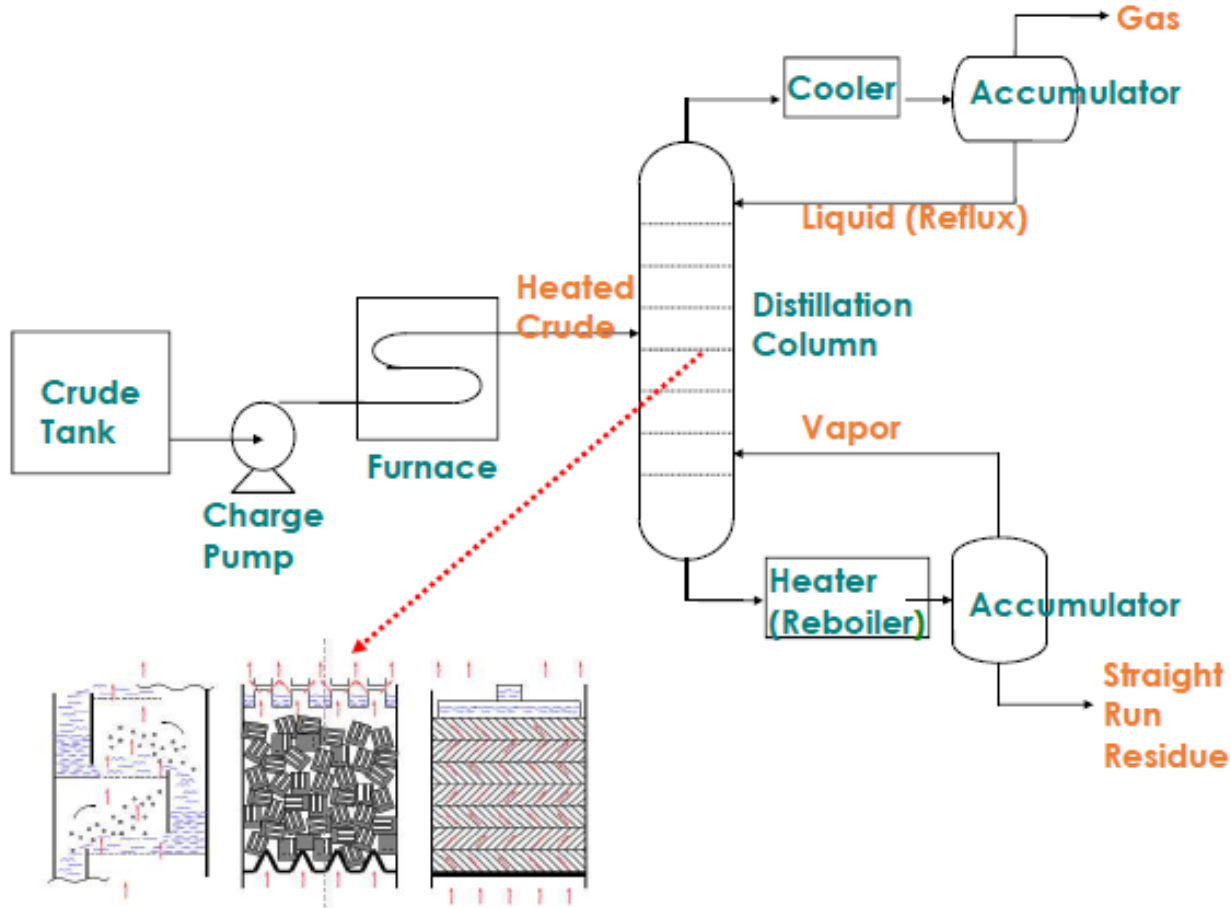 Gas
Cooler
Accumulator
Liquid (Reflux)
Heated
Crude
Distillation
Column
Crude
Tank
Furnace
Vapor
Charge
Pump
Heater
(Reboiler)
Accumulator
Straight
Run
Residue